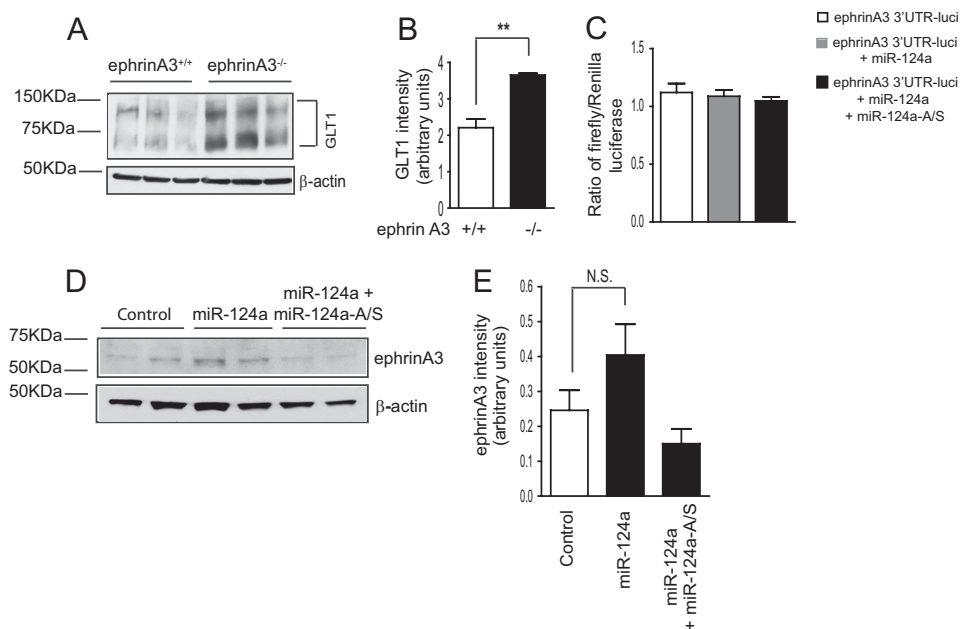 A
ephrinA3+/+ ephrinA3-/-
150KDa
75KDa
50KDa
GLT1
β-actin
B
**
GLT1 intensity
(arbitrary units)
4
3
2
1
0
ephrin A3 +/+ -/-
C
Ratio of firefly/Renilla
luciferase
1.5
1.0
0.5
0.0
ephrinA3 3'UTR-luci
ephrinA3 3'UTR-luci
+ miR-124a
ephrinA3 3'UTR-luci
+ miR-124a
+ miR-124a-A/S
D
Control miR-124a miR-124a +
miR-124a-A/S
75KDa
50KDa
50KDa
ephrinA3
β-actin
E
N.S.
ephrinA3 intensity
(arbitrary units)
0.6
0.5
0.4
0.3
0.2
0.1
0.0
Control
miR-124a
miR-124a
+ miR-124a-A/S